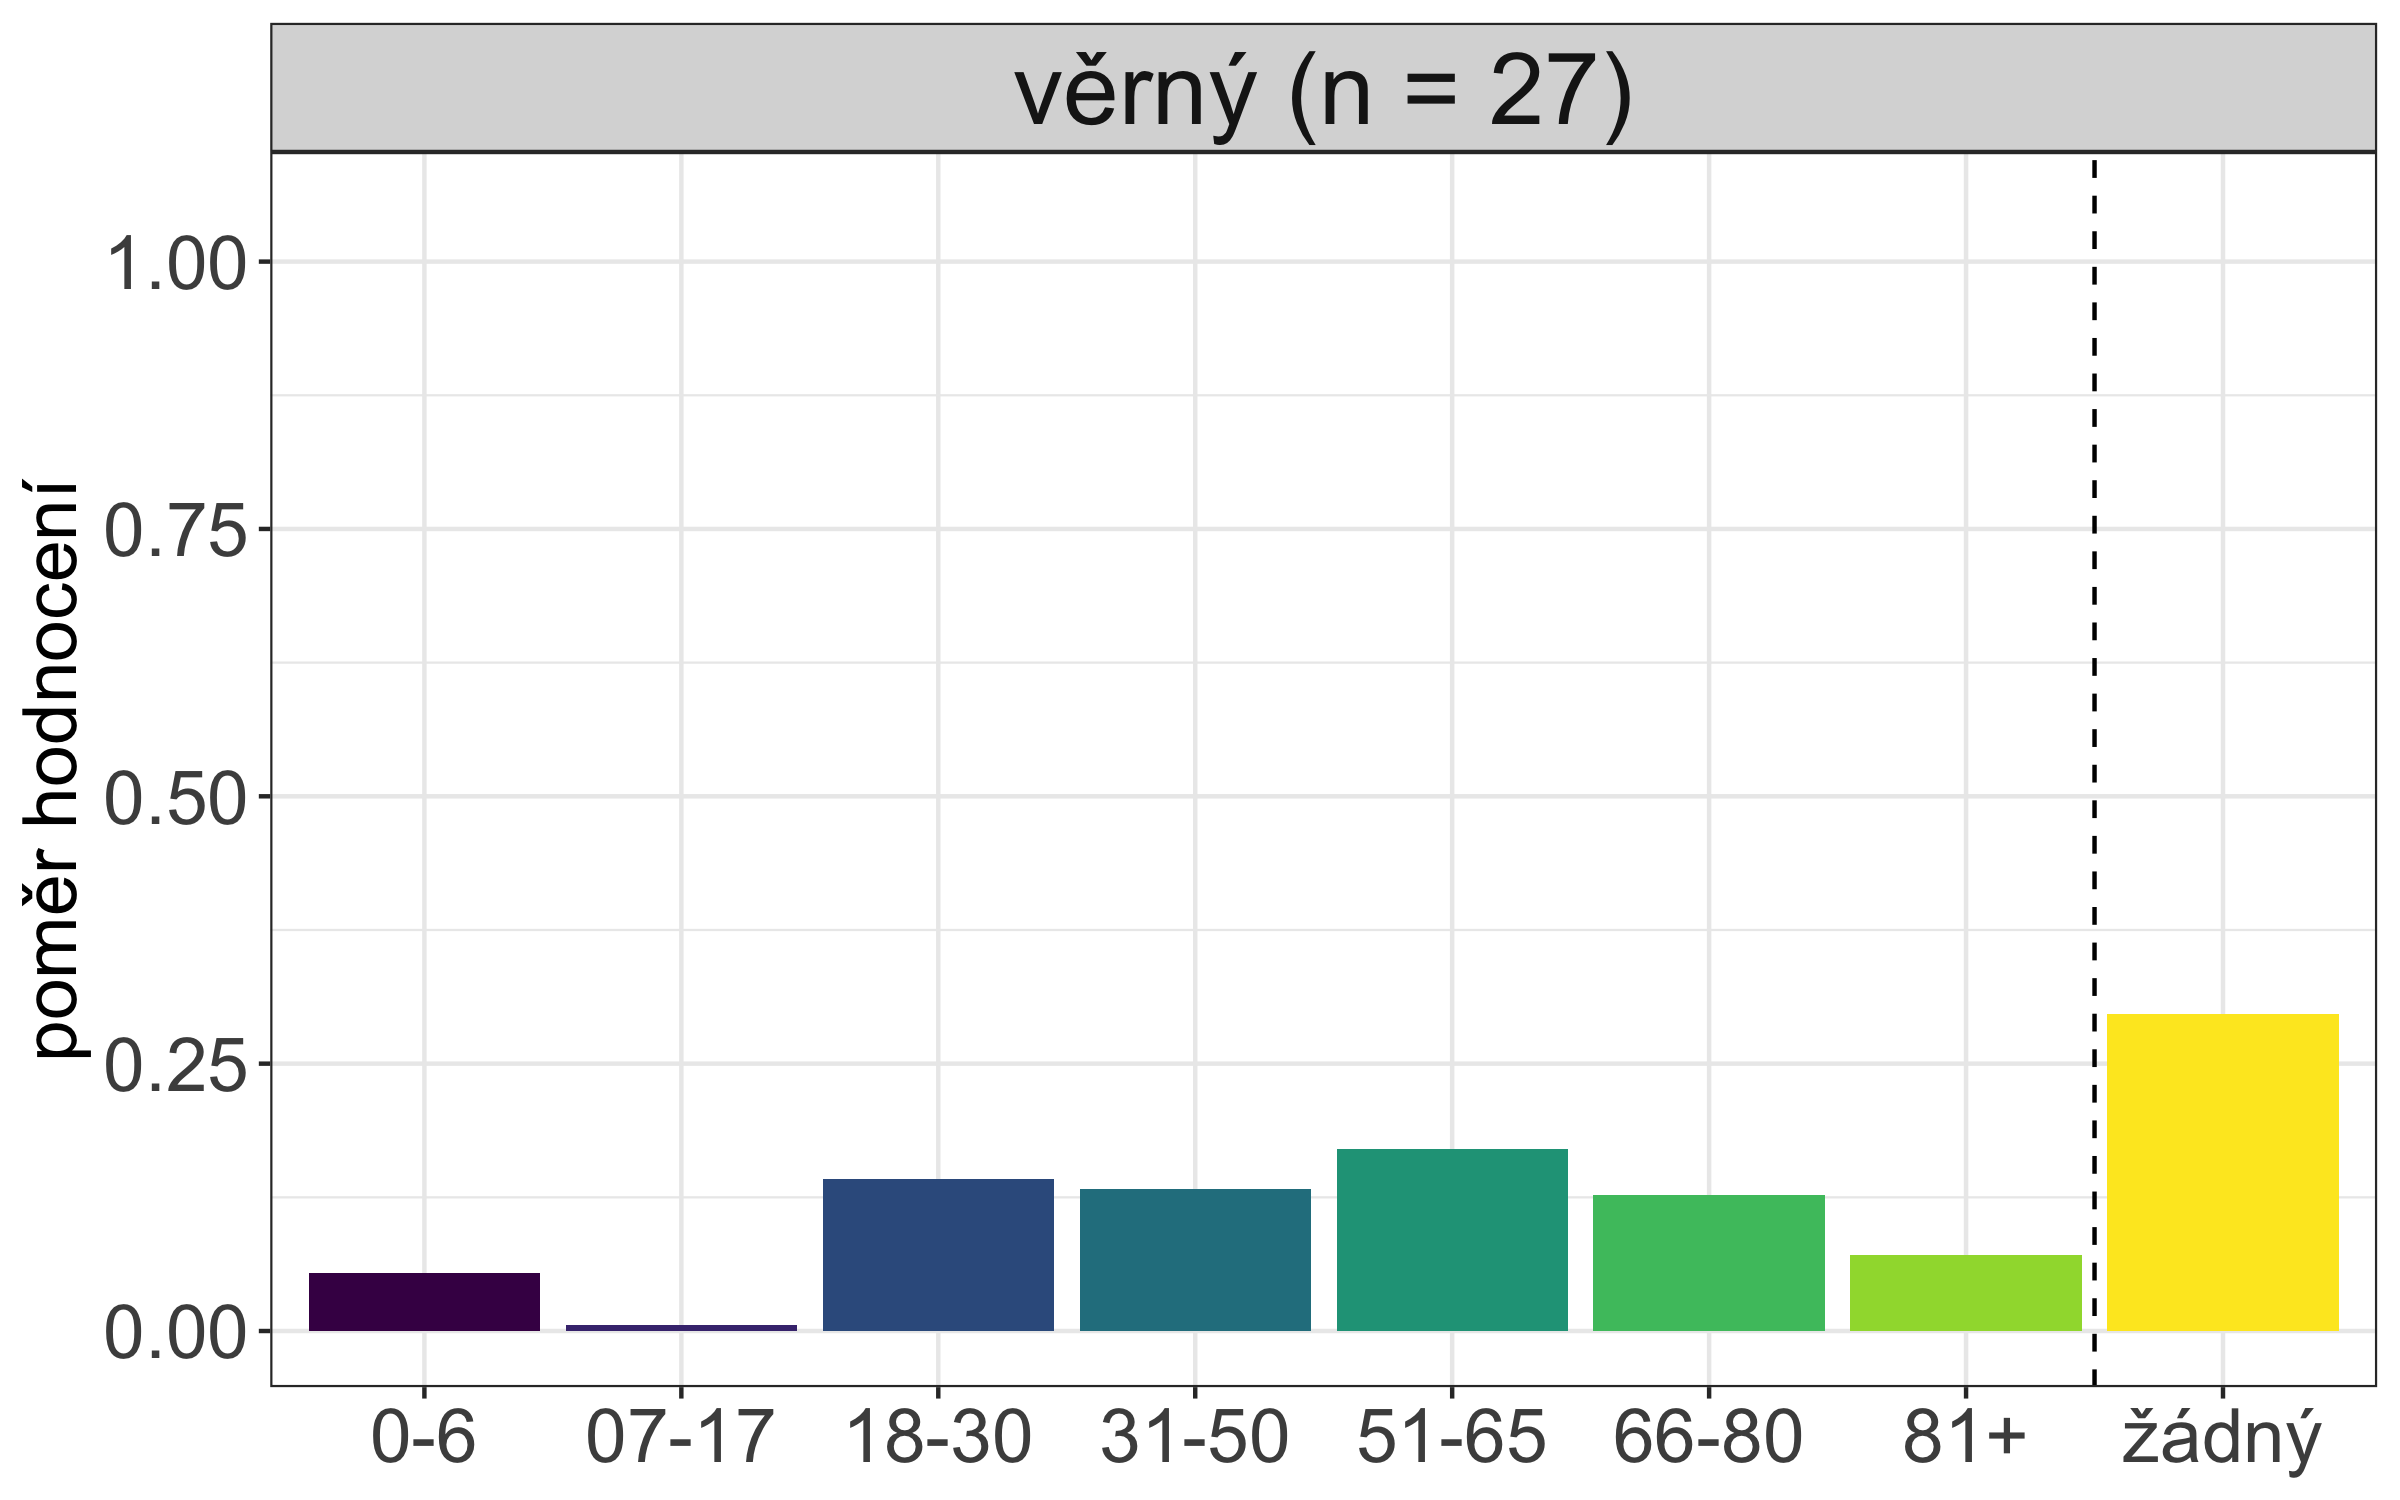 věrný (n = 27)
poměr hodnocení
1.00
0.75
0.50
0.25
0.00
0-6 07-17 18-30 31-50 51-65 66-80 81+ žádný